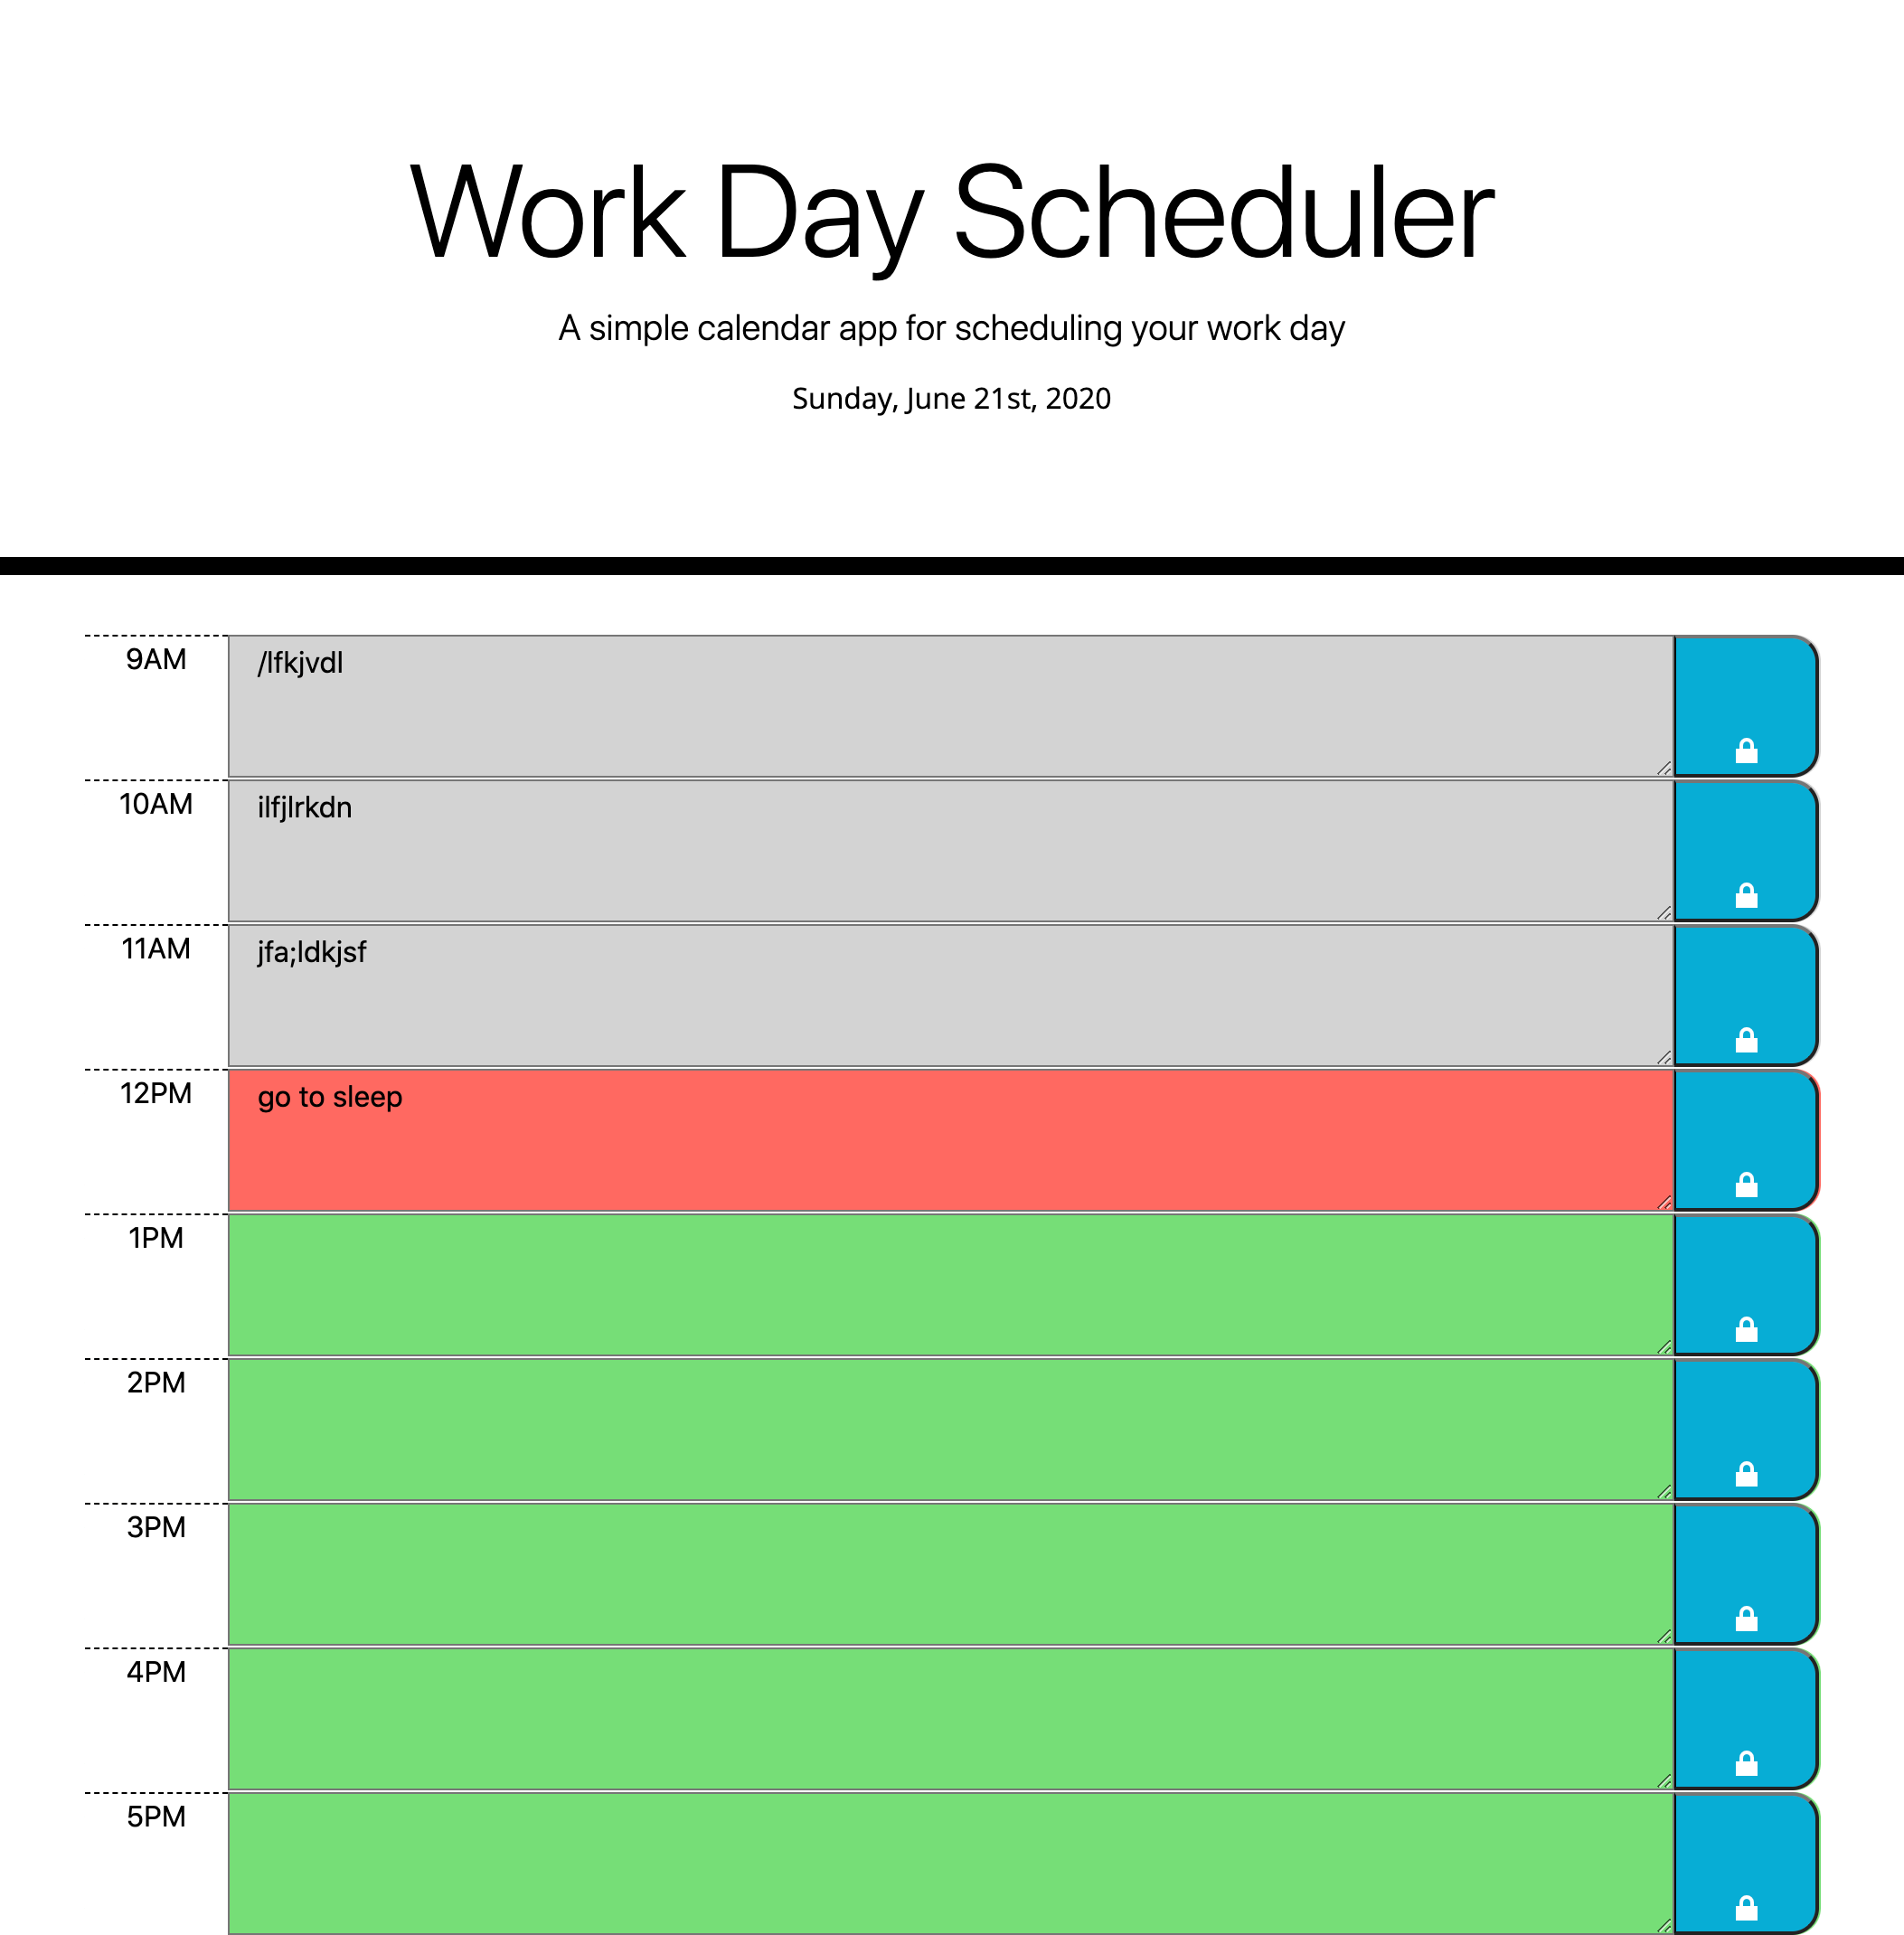 Work Day Scheduler
A simple calendar app for scheduling your work day
Sunday, June 21st, 2020
9AM /lfkjvdl
10AM ilfjlrkdn
11AM jfa;ldkjsf
12PM go to sleep
1PM
2PM
3PM
4PM
5PM